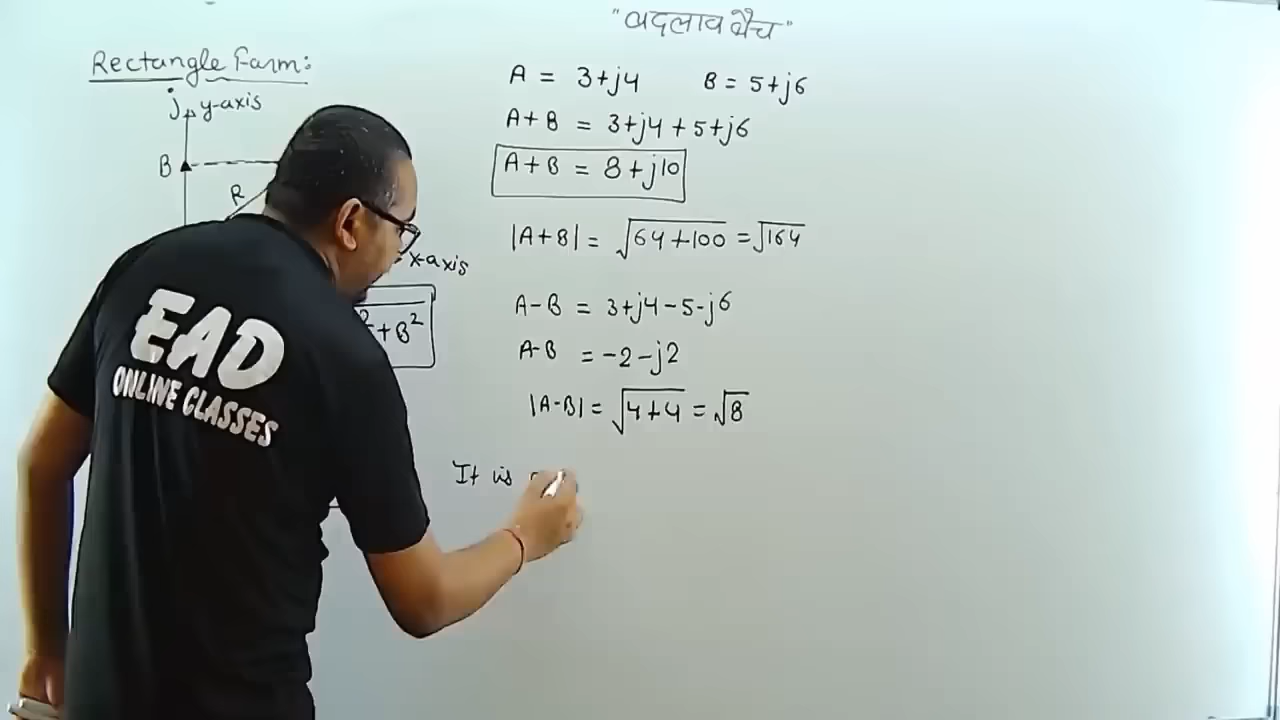 "बदलाव बैच"
Rectangle Farm:
j y-axis
B
R
x-axis
+B²
EAD
ONLINE CLASSES
A = 3+j4 B = 5+j6
A+B = 3+j4+5+j6
A+B = 8+j10
|A+B| = √64+100 = √164
A-B = 3+j4-5-j6
A-B = -2-j2
|A-B| = √4+4 = √8
It is